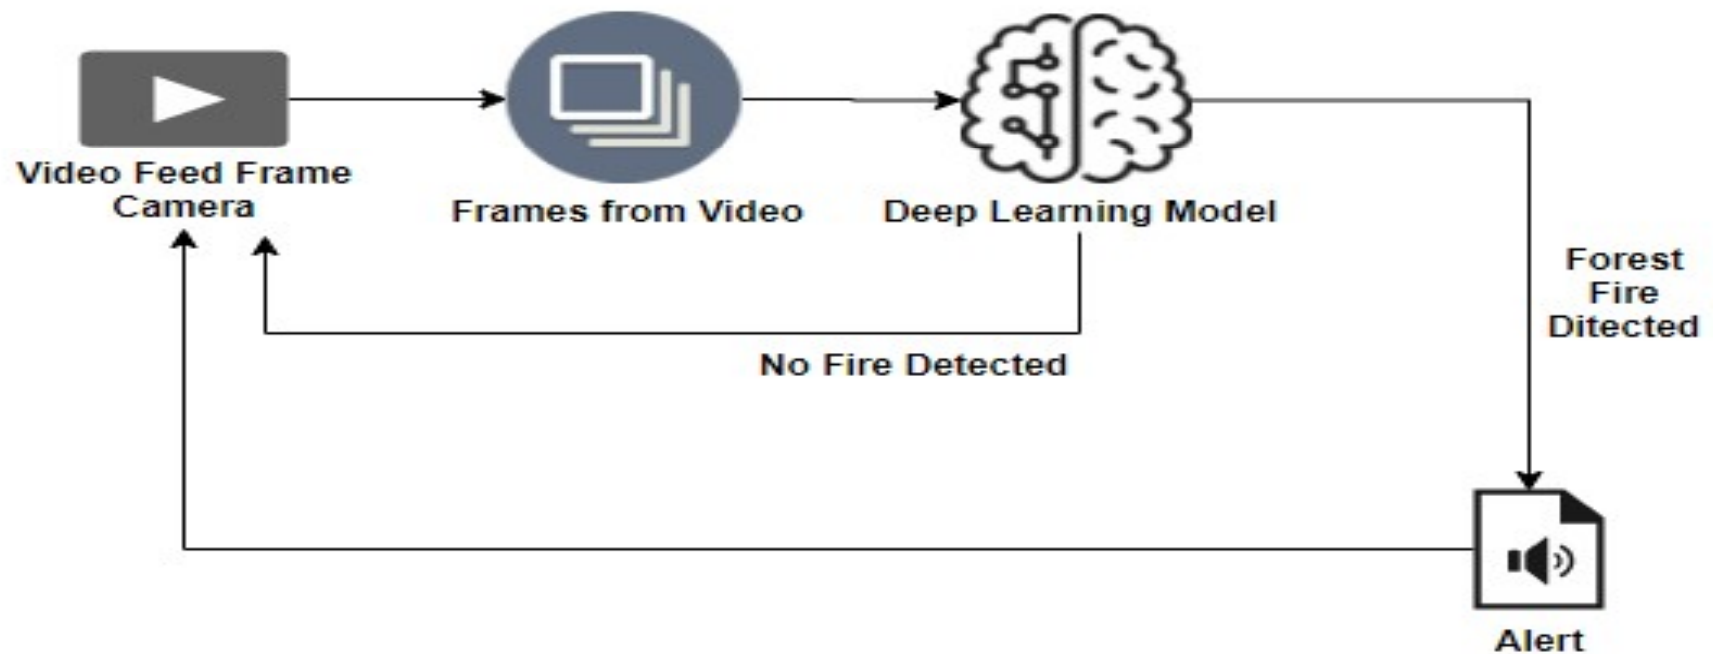 Video Feed Frame
Camera
Frames from Video
Deep Learning Model
Forest
Fire
Ditected
No Fire Detected
Alert